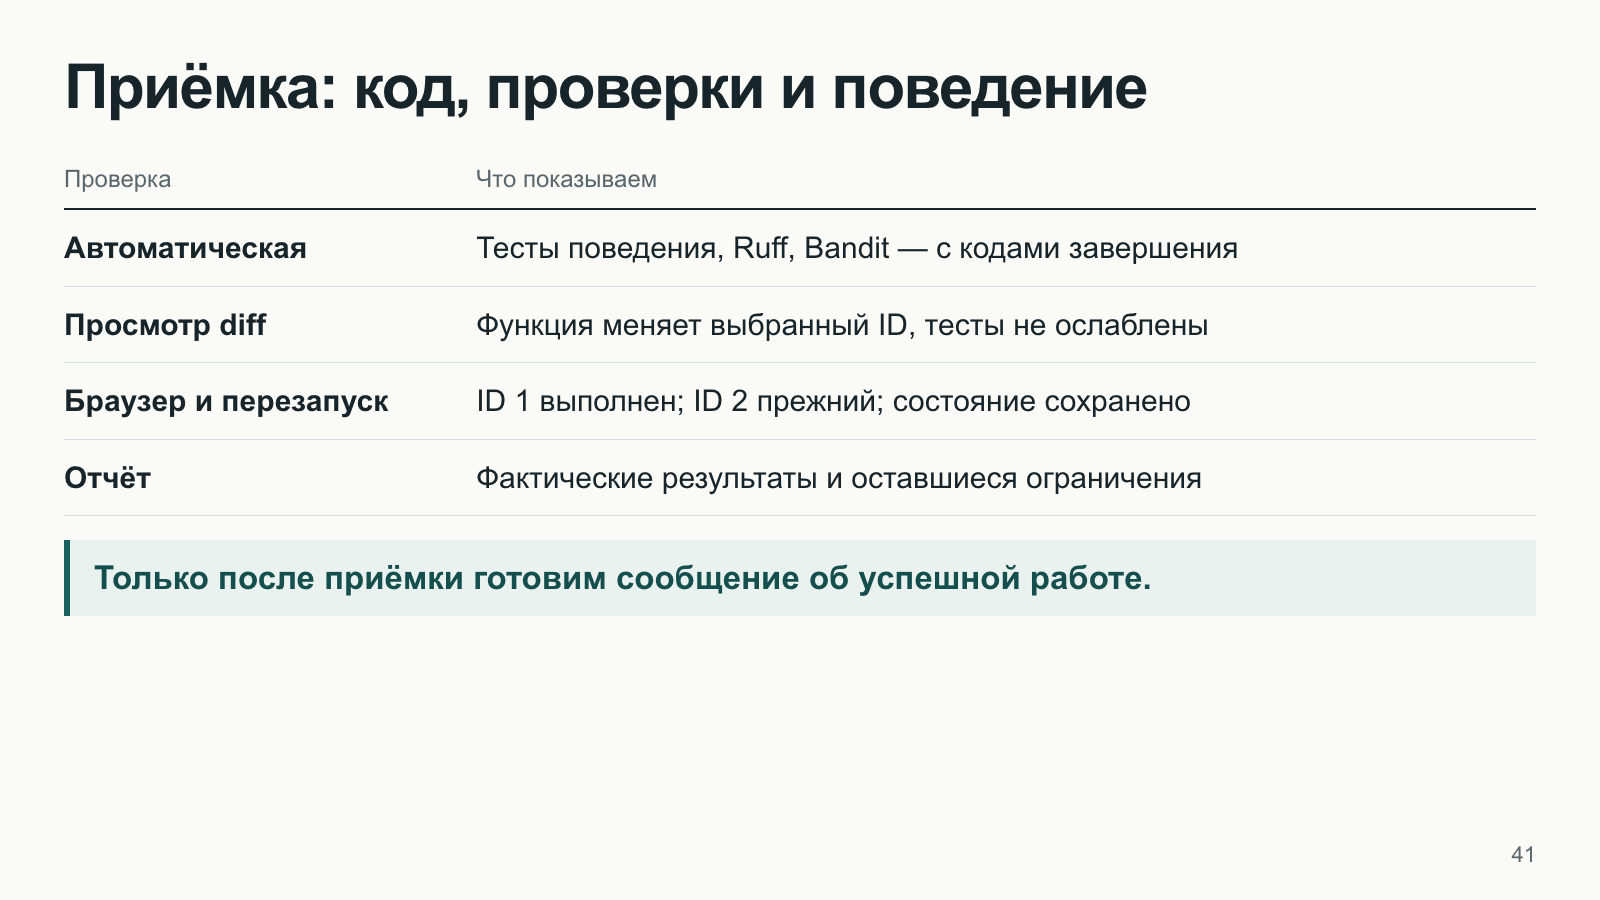 Приёмка: код, проверки и поведение
Проверка Что показываем
Автоматическая Тесты поведения, Ruff, Bandit — с кодами завершения
Просмотр diff Функция меняет выбранный ID, тесты не ослаблены
Браузер и перезапуск ID 1 выполнен; ID 2 прежний; состояние сохранено
Отчёт Фактические результаты и оставшиеся ограничения
Только после приёмки готовим сообщение об успешной работе.
41